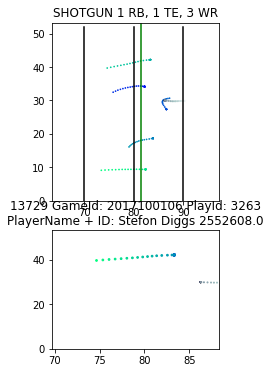 SHOTGUN 1 RB, 1 TE, 3 WR
50
40
30
20
10
0
70 80 90
13729 GameId: 2017100106 PlayId: 3263
PlayerName + ID: Stefon Diggs 2552608.0
40
20
0
70 75 80 85